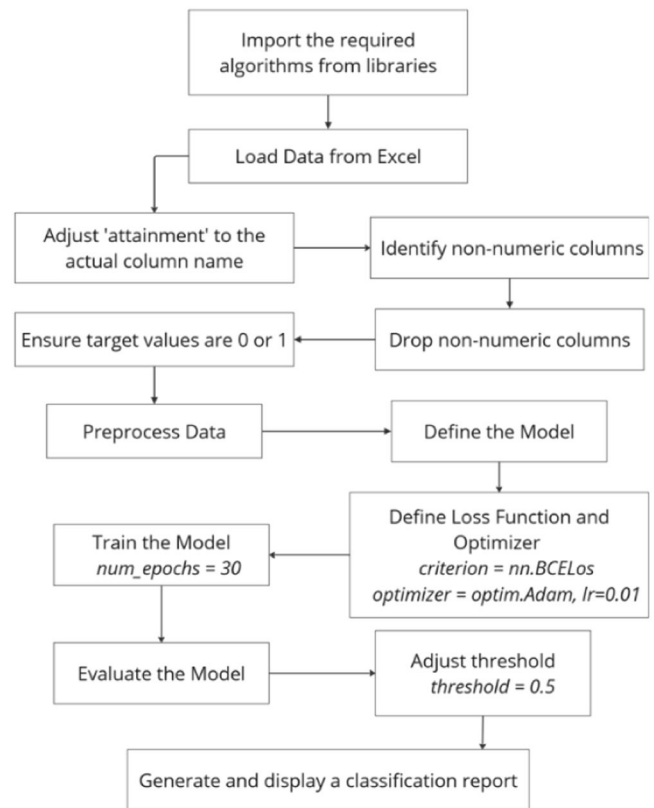 Import the required
algorithms from libraries
Load Data from Excel
Adjust 'attainment' to the
actual column name
Identify non-numeric columns
Drop non-numeric columns
Ensure target values are 0 or 1
Preprocess Data
Define the Model
Define Loss Function and
Optimizer
criterion = nn.BCELos
optimizer = optim.Adam, lr=0.01
Train the Model
num_epochs = 30
Evaluate the Model
Adjust threshold
threshold = 0.5
Generate and display a classification report